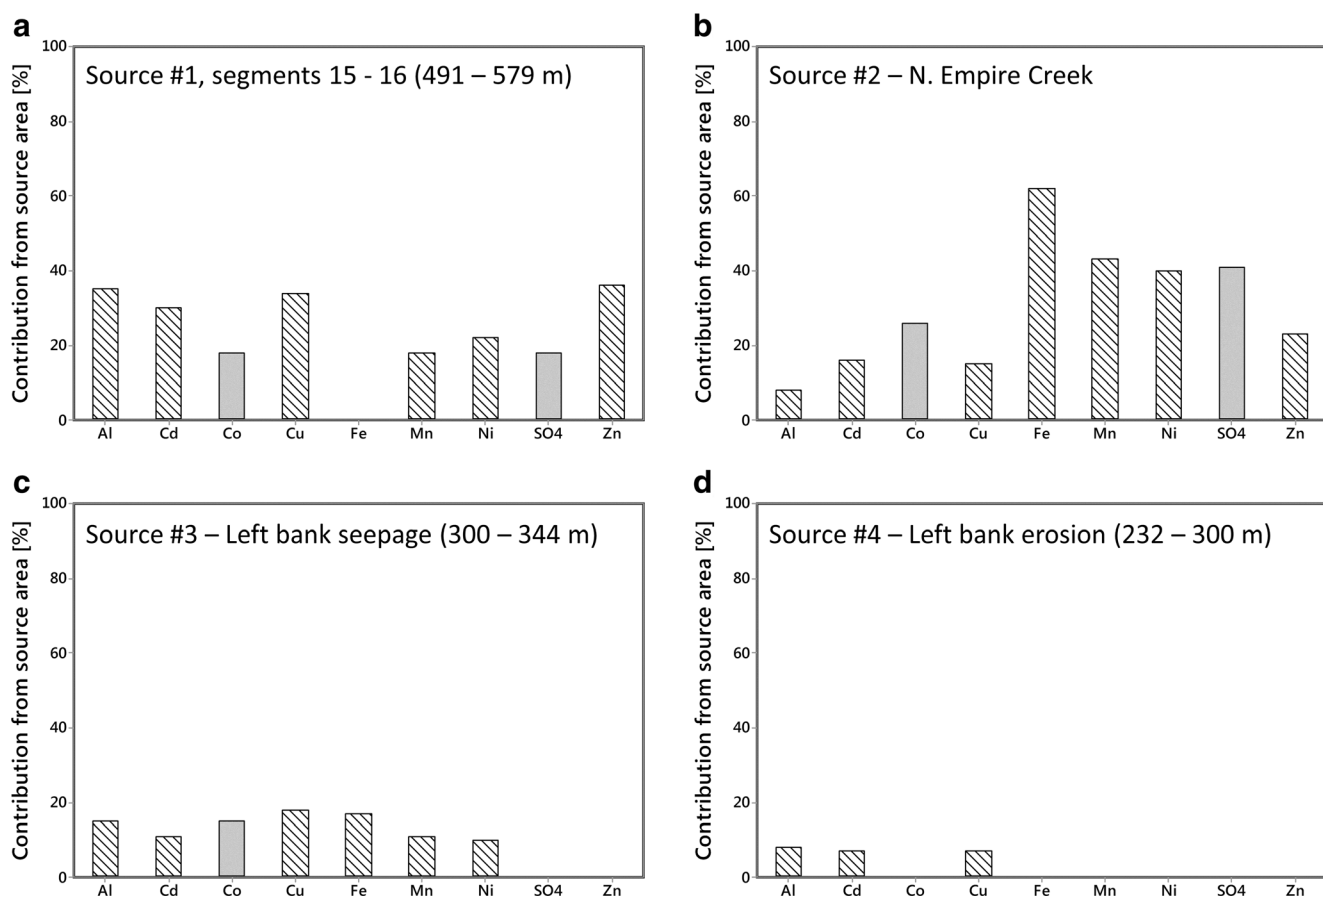 a
Contribution from source area [%]
100
80
60
40
20
0
Source #1, segments 15 - 16 (491 – 579 m)
Al Cd Co Cu Fe Mn Ni SO4 Zn
b
Contribution from source area [%]
100
80
60
40
20
0
Source #2 – N. Empire Creek
Al Cd Co Cu Fe Mn Ni SO4 Zn
c
Contribution from source area [%]
100
80
60
40
20
0
Source #3 – Left bank seepage (300 – 344 m)
Al Cd Co Cu Fe Mn Ni SO4 Zn
d
Contribution from source area [%]
100
80
60
40
20
0
Source #4 – Left bank erosion (232 – 300 m)
Al Cd Co Cu Fe Mn Ni SO4 Zn